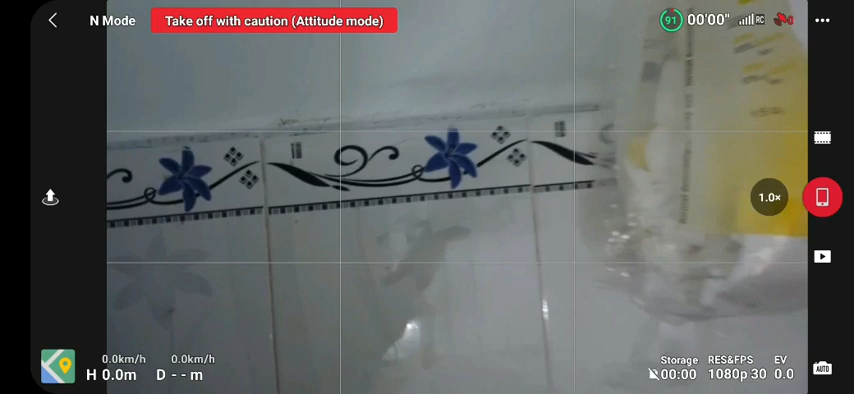 N Mode
Take off with caution (Attitude mode)
91
00'00"
RC
0
1.0×
0.0km/h
0.0km/h
H 0.0m
D - - m
Storage
00:00
RES&FPS
1080p 30
EV
0.0
AUTO